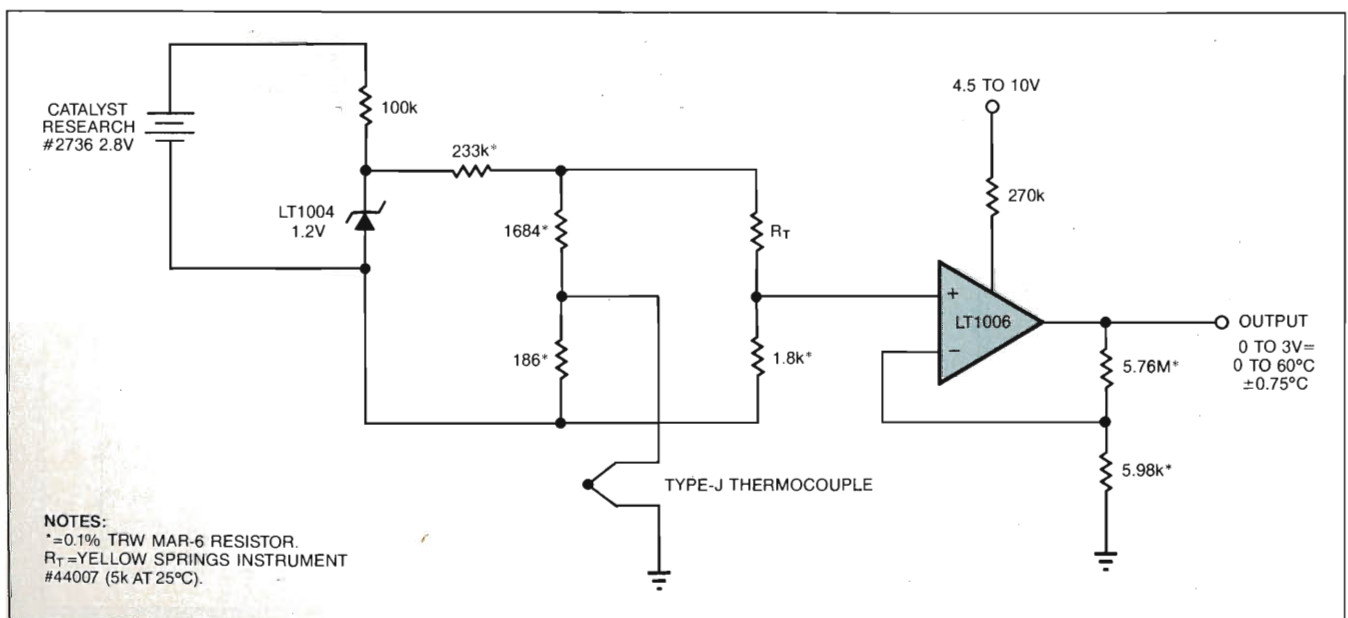 CATALYST
RESEARCH
#2736 2.8V
100k
233k*
LT1004
1.2V
1684*
186*
RT
1.8k*
4.5 TO 10V
270k
+
LT1006
−
OUTPUT
0 TO 3V=
0 TO 60°C
±0.75°C
5.76M*
5.98k*
TYPE-J THERMOCOUPLE
NOTES:
*=0.1% TRW MAR-6 RESISTOR.
RT=YELLOW SPRINGS INSTRUMENT
#44007 (5k AT 25°C).